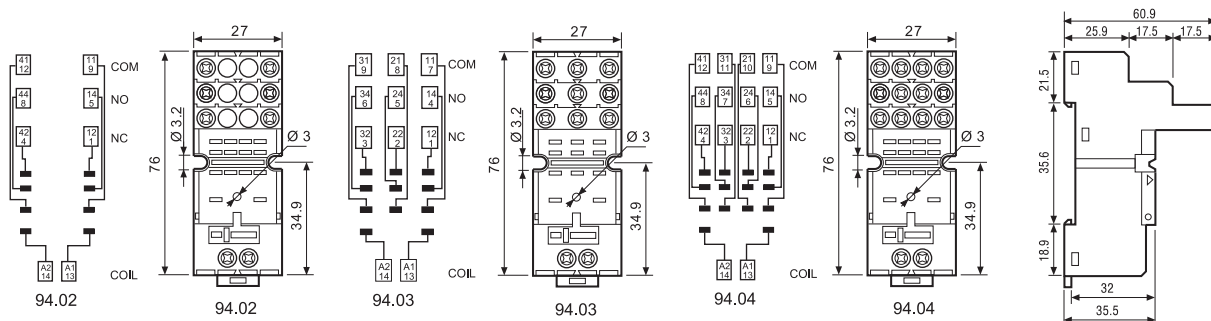 41 12
11 9
COM
44 8
14 5
NO
42 4
12 1
NC
A2 14
A1 13
COIL
94.02
27
76
Ø 3.2
Ø 3
34.9
94.02
31 9
21 8
11 7
COM
34 6
24 5
14 4
NO
32 3
22 2
12 1
NC
A2 14
A1 13
COIL
94.03
27
76
Ø 3.2
Ø 3
34.9
94.03
41 12
31 11
21 10
11 9
COM
44 8
34 7
24 6
14 5
NO
42 4
32 3
22 2
12 1
NC
A2 14
A1 13
COIL
94.04
27
76
Ø 3.2
Ø 3
34.9
94.04
60.9
25.9
17.5
17.5
21.5
35.6
18.9
32
35.5